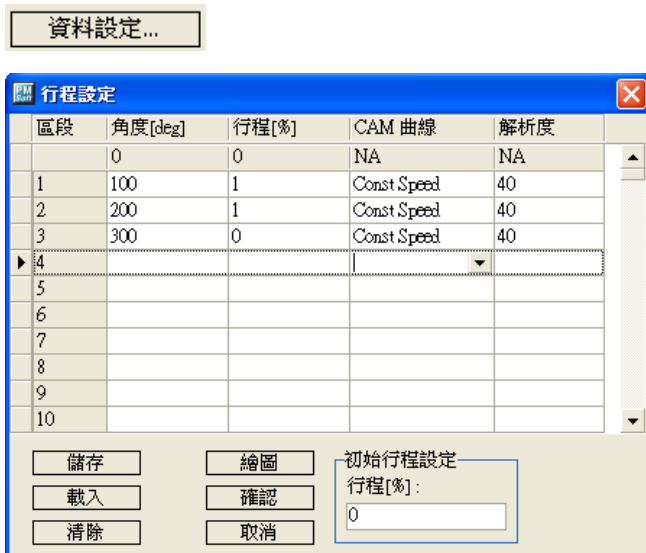 資料設定...
PM Soft 行程設定
區段 角度[deg] 行程[%] CAM 曲線 解析度
0 0 NA NA
1 100 1 Const Speed 40
2 200 1 Const Speed 40
3 300 0 Const Speed 40
4
5
6
7
8
9
10
儲存 繪圖 初始行程設定
載入 確認 行程[%] :
0
清除 取消